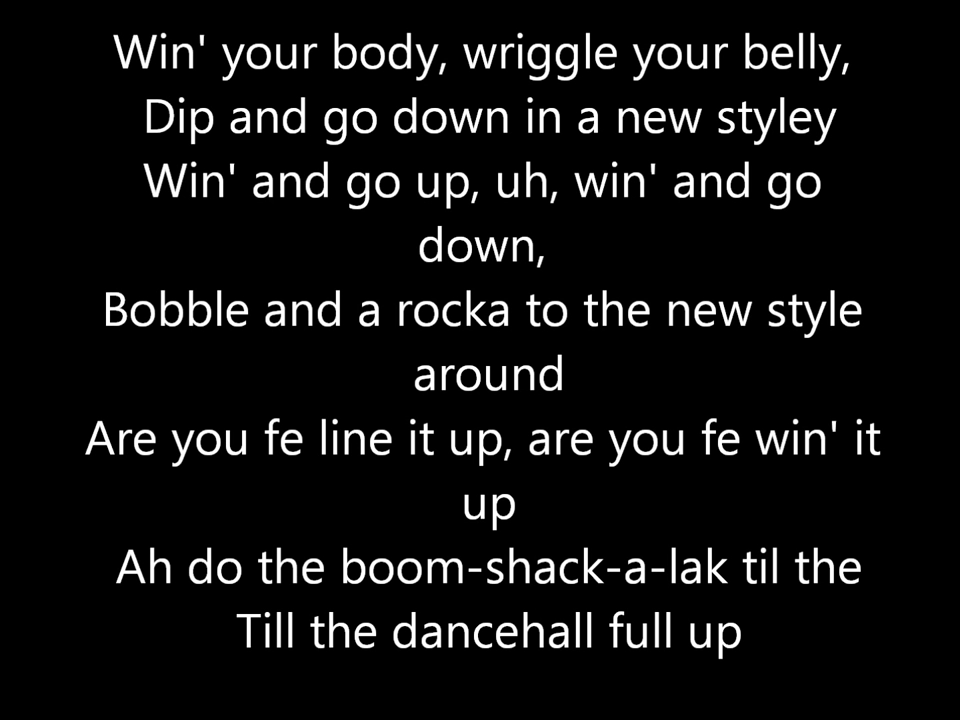 Win' your body, wriggle your belly,
Dip and go down in a new styley
Win' and go up, uh, win' and go
down,
Bobble and a rocka to the new style
around
Are you fe line it up, are you fe win' it
up
Ah do the boom-shack-a-lak til the
Till the dancehall full up